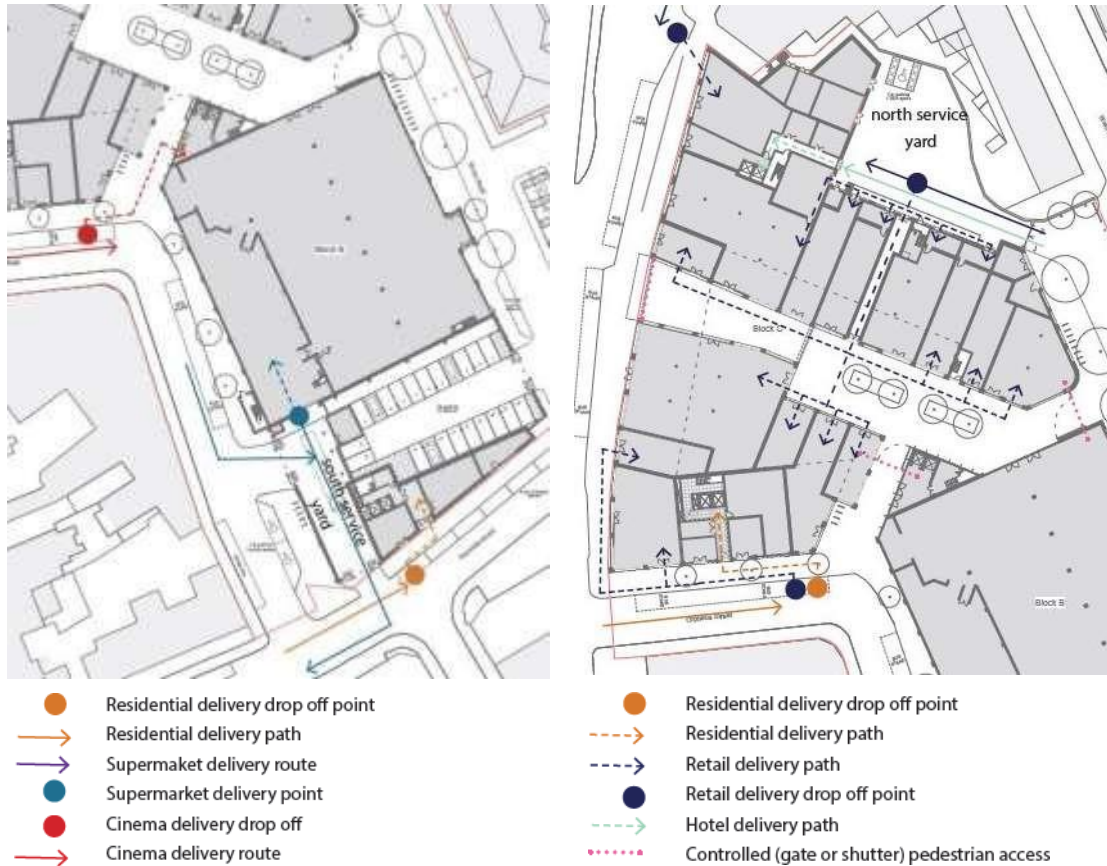 Block B
south service
yard
north service
yard
Block C
Block B
Residential delivery drop off point
Residential delivery path
Supermaket delivery route
Supermarket delivery point
Cinema delivery drop off
Cinema delivery route
Residential delivery drop off point
Residential delivery path
Retail delivery path
Retail delivery drop off point
Hotel delivery path
Controlled (gate or shutter) pedestrian access